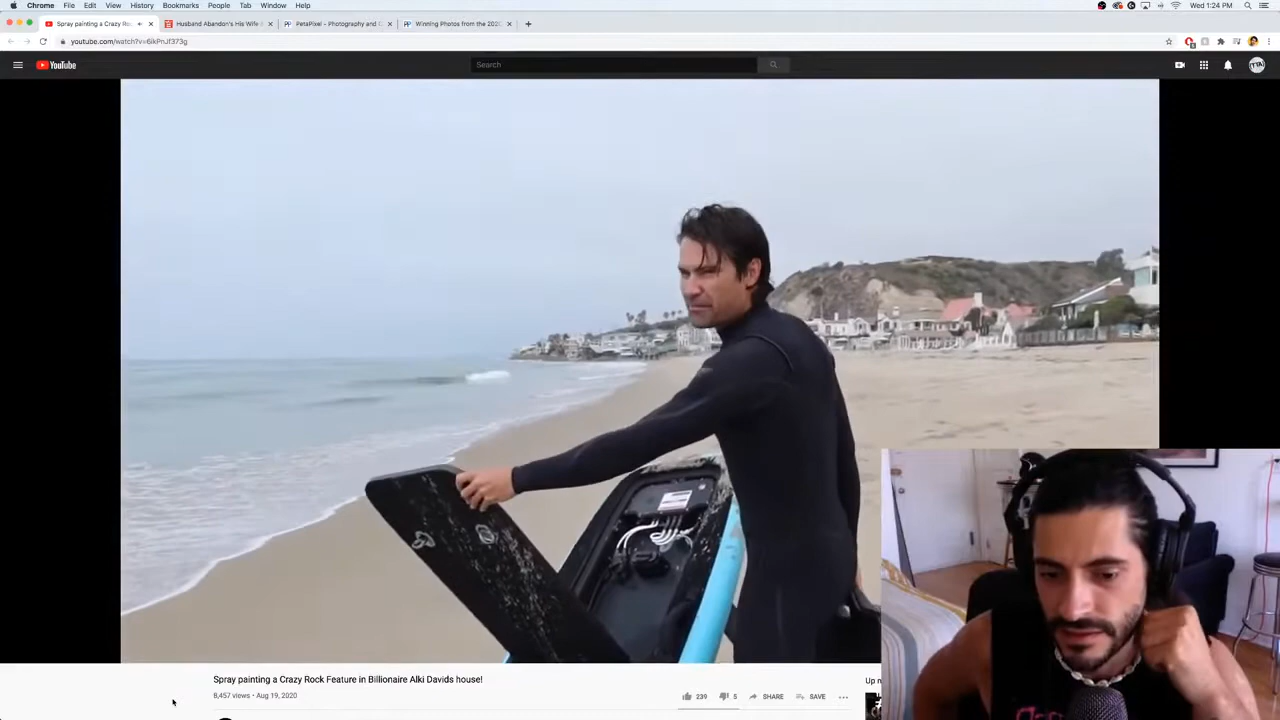 Chrome File Edit View History Bookmarks People Tab Window Help
Wed 1:24 PM
Spray painting a Crazy Roc
Husband Abandon's His Wife &
PetaPixel - Photography and C
Winning Photos from the 2020
youtube.com/watch?v=6ikPnJf373g
YouTube
Search
Spray painting a Crazy Rock Feature in Billionaire Alki Davids house!
8,457 views • Aug 19, 2020
239
5
SHARE
SAVE
Up n